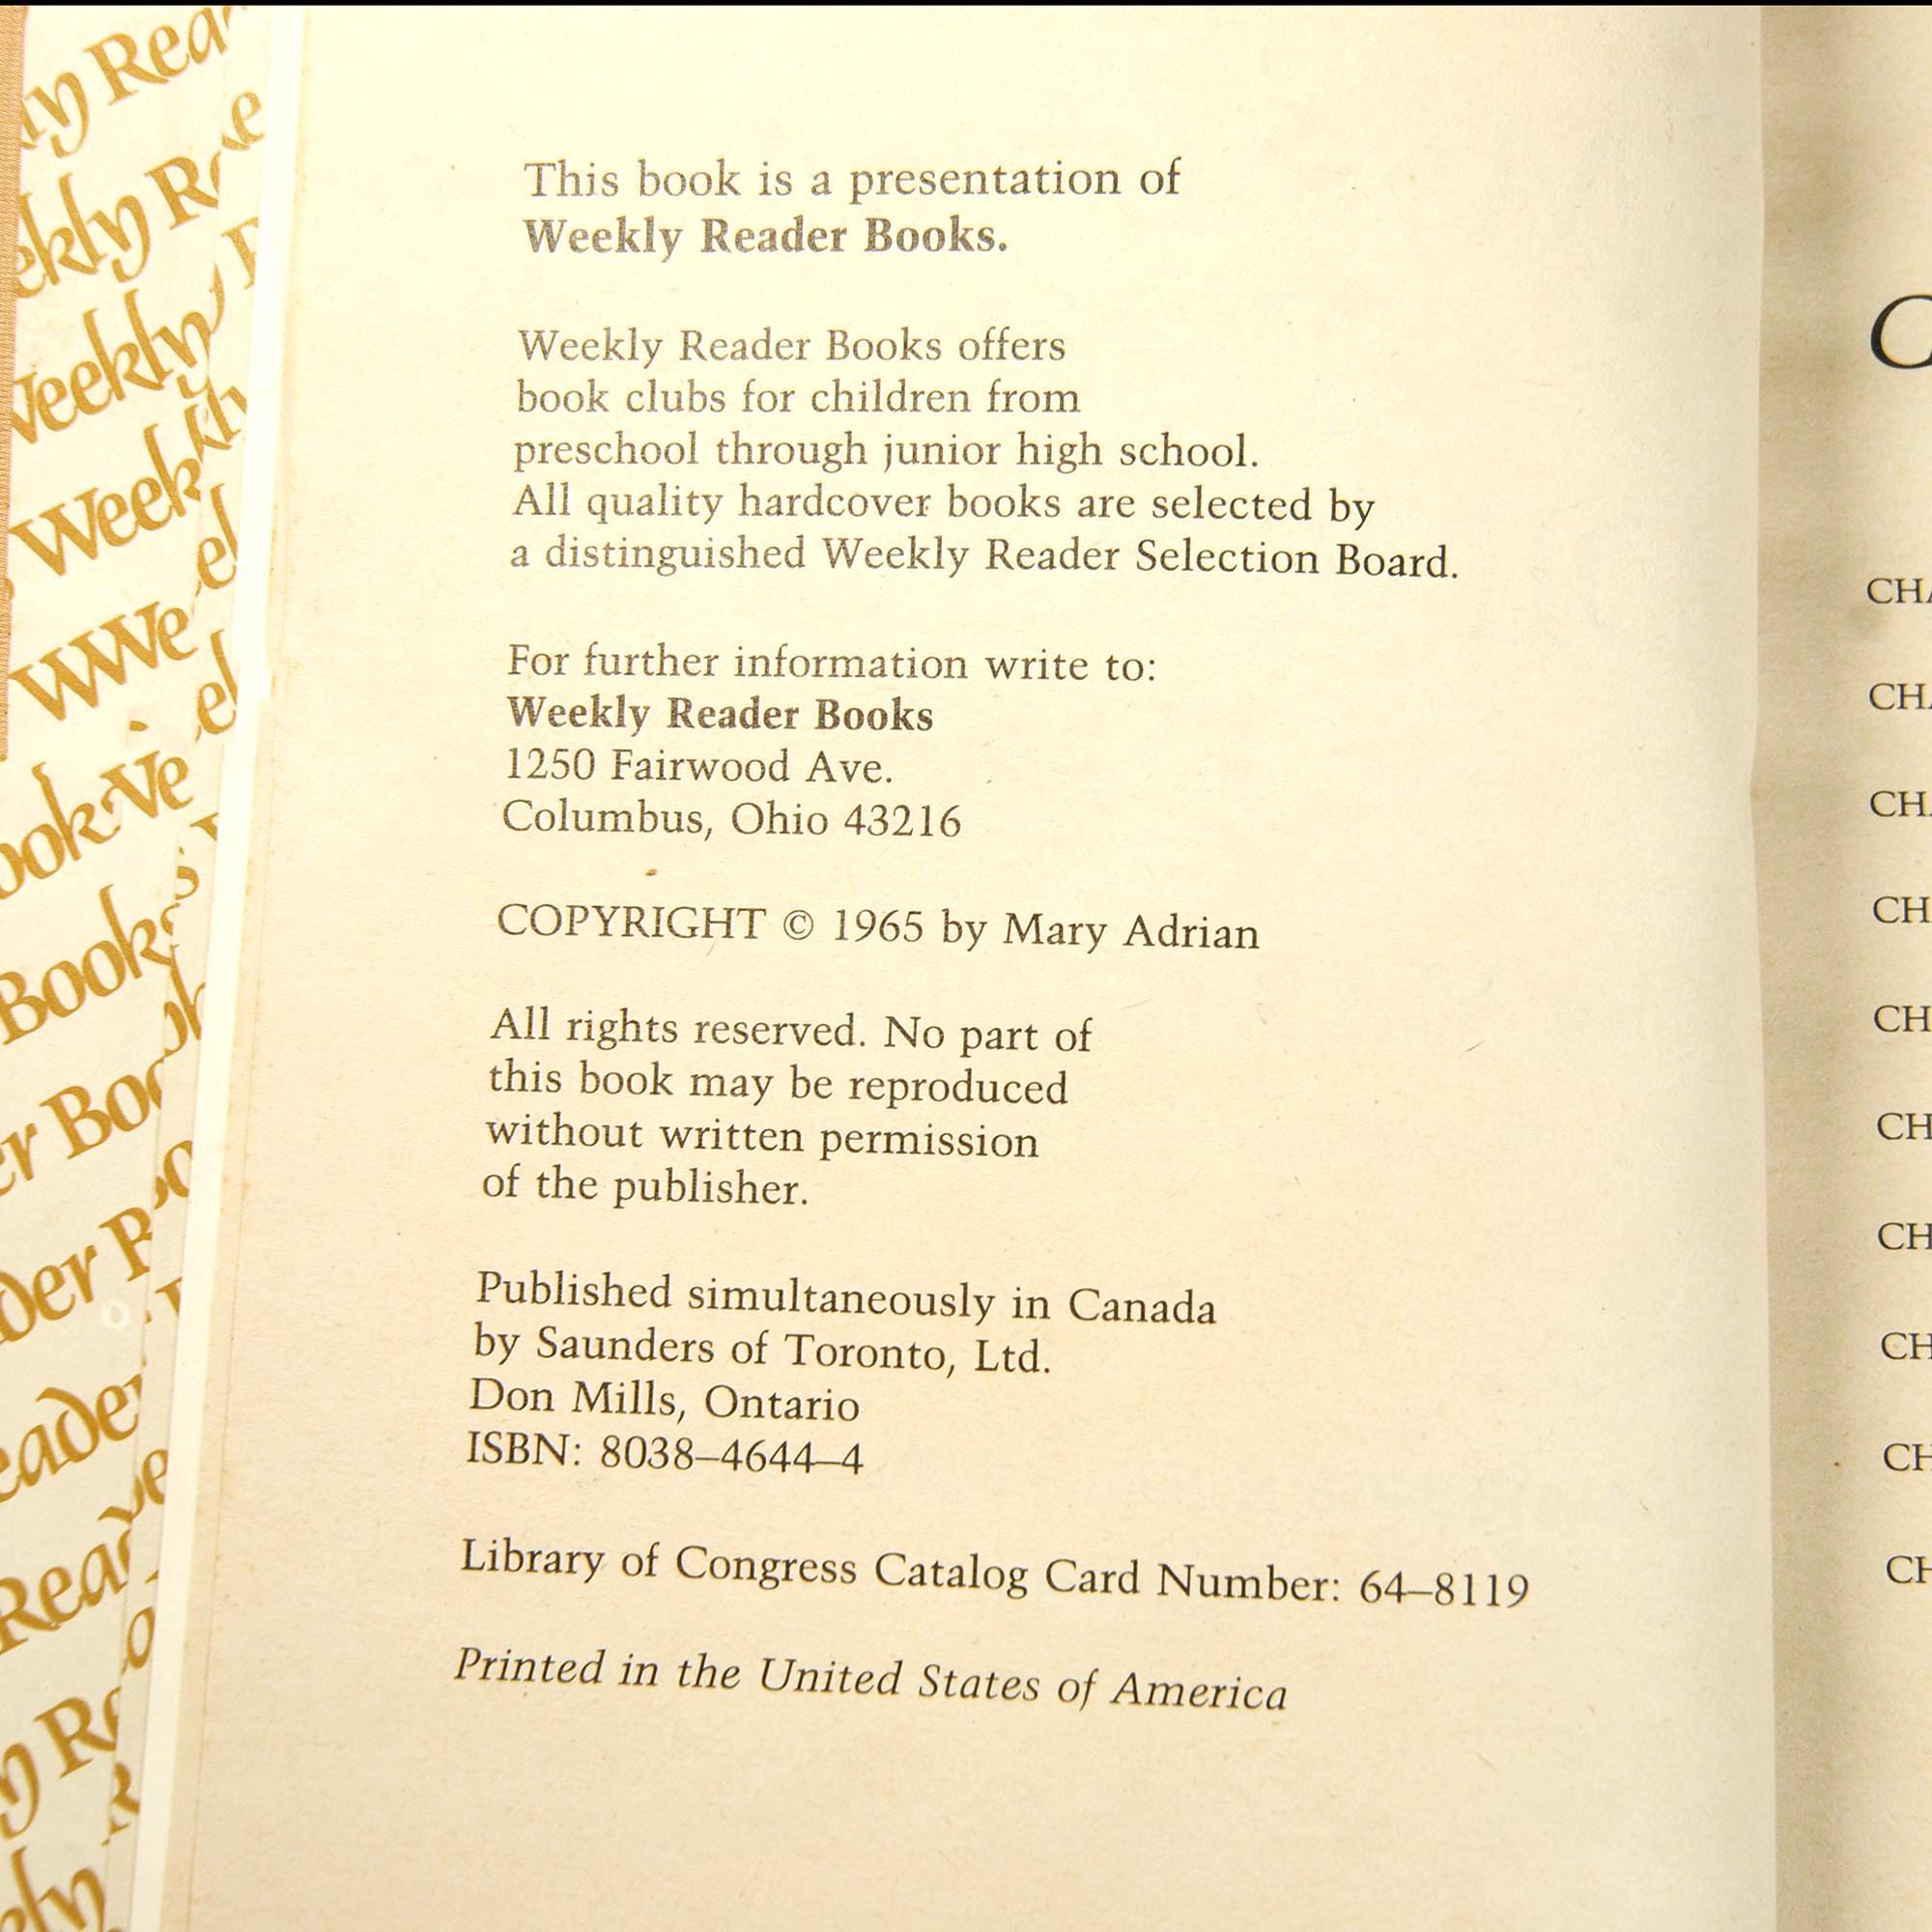 This book is a presentation of
Weekly Reader Books.
Weekly Reader Books offers
book clubs for children from
preschool through junior high school.
All quality hardcover books are selected by
a distinguished Weekly Reader Selection Board.
For further information write to:
Weekly Reader Books
1250 Fairwood Ave.
Columbus, Ohio 43216
COPYRIGHT © 1965 by Mary Adrian
All rights reserved. No part of
this book may be reproduced
without written permission
of the publisher.
Published simultaneously in Canada
by Saunders of Toronto, Ltd.
Don Mills, Ontario
ISBN: 8038–4644–4
Library of Congress Catalog Card Number: 64–8119
Printed in the United States of America